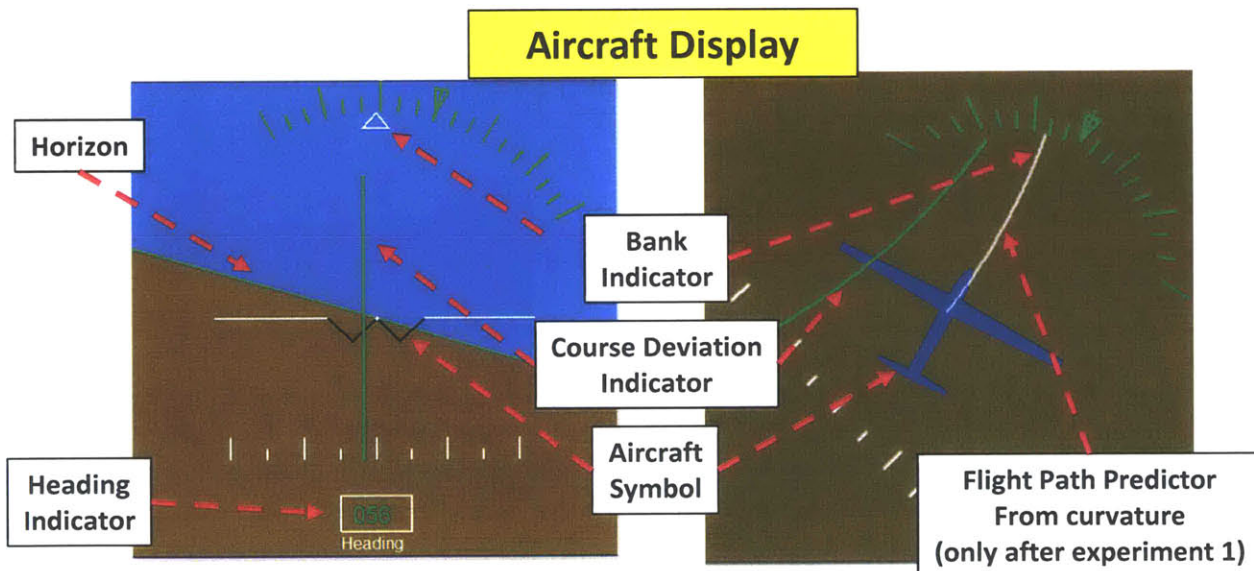 Aircraft Display
Horizon
Bank
Indicator
Course Deviation
Indicator
Aircraft
Symbol
Heading
Indicator
058
Heading
Flight Path Predictor
From curvature
(only after experiment 1)